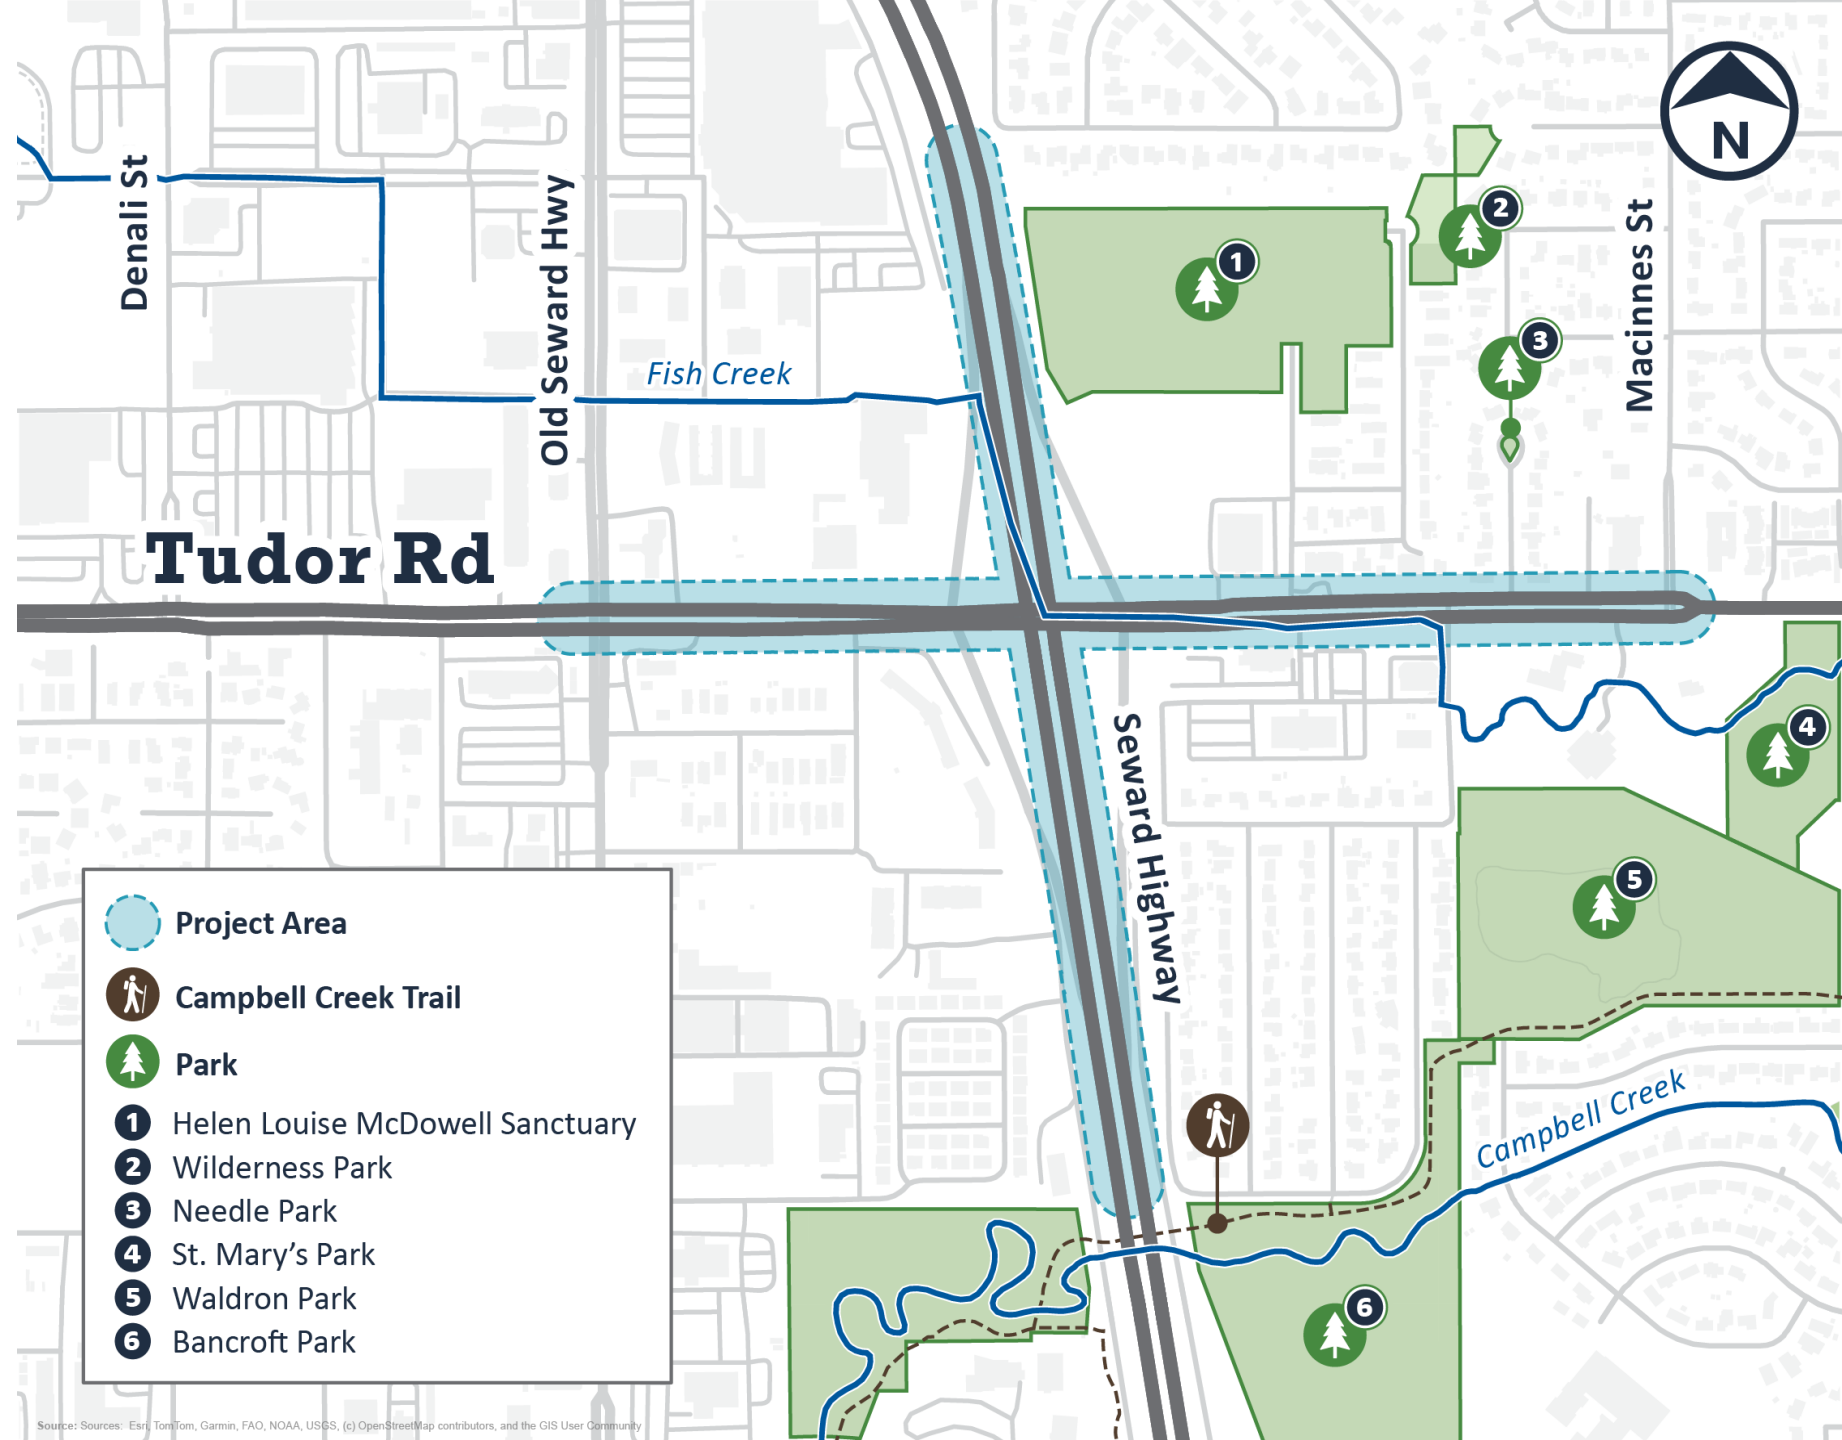 N
Denali St
Old Seward Hwy
Macinnes St
1
2
3
Fish Creek
Tudor Rd
4
Seward Highway
5
Project Area
Campbell Creek Trail
Park
1 Helen Louise McDowell Sanctuary
2 Wilderness Park
3 Needle Park
4 St. Mary’s Park
5 Waldron Park
6 Bancroft Park
Campbell Creek
6
Source: Sources: Esri, TomTom, Garmin, FAO, NOAA, USGS, (c) OpenStreetMap contributors, and the GIS User Community